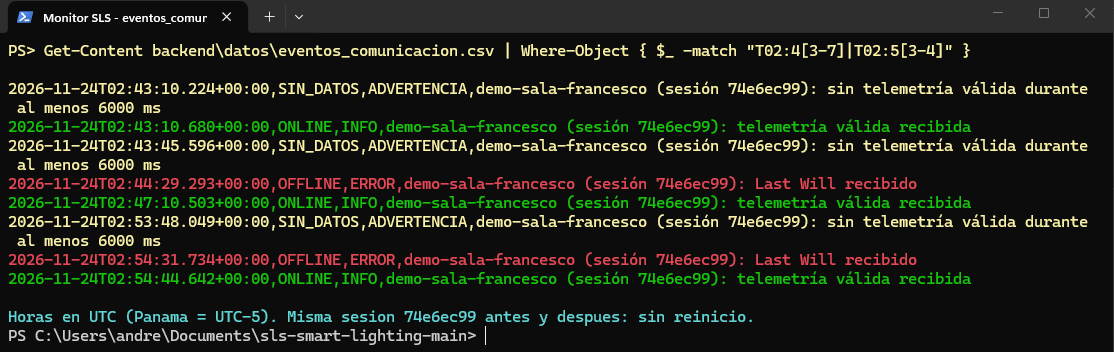 Monitor SLS - eventos_comur
PS> Get-Content backend\datos\eventos_comunicacion.csv | Where-Object { $_ -match "T02:4[3-7]|T02:5[3-4]" }
2026-11-24T02:43:10.224+00:00,SIN_DATOS,ADVERTENCIA,demo-sala-francesco (sesión 74e6ec99): sin telemetría válida durante
al menos 6000 ms
2026-11-24T02:43:10.680+00:00,ONLINE,INFO,demo-sala-francesco (sesión 74e6ec99): telemetría válida recibida
2026-11-24T02:43:45.596+00:00,SIN_DATOS,ADVERTENCIA,demo-sala-francesco (sesión 74e6ec99): sin telemetría válida durante
al menos 6000 ms
2026-11-24T02:44:29.293+00:00,OFFLINE,ERROR,demo-sala-francesco (sesión 74e6ec99): Last Will recibido
2026-11-24T02:47:10.503+00:00,ONLINE,INFO,demo-sala-francesco (sesión 74e6ec99): telemetría válida recibida
2026-11-24T02:53:48.049+00:00,SIN_DATOS,ADVERTENCIA,demo-sala-francesco (sesión 74e6ec99): sin telemetría válida durante
al menos 6000 ms
2026-11-24T02:54:31.734+00:00,OFFLINE,ERROR,demo-sala-francesco (sesión 74e6ec99): Last Will recibido
2026-11-24T02:54:44.642+00:00,ONLINE,INFO,demo-sala-francesco (sesión 74e6ec99): telemetría válida recibida
Horas en UTC (Panama = UTC-5). Misma sesion 74e6ec99 antes y despues: sin reinicio.
PS C:\Users\andre\Documents\sls-smart-lighting-main>